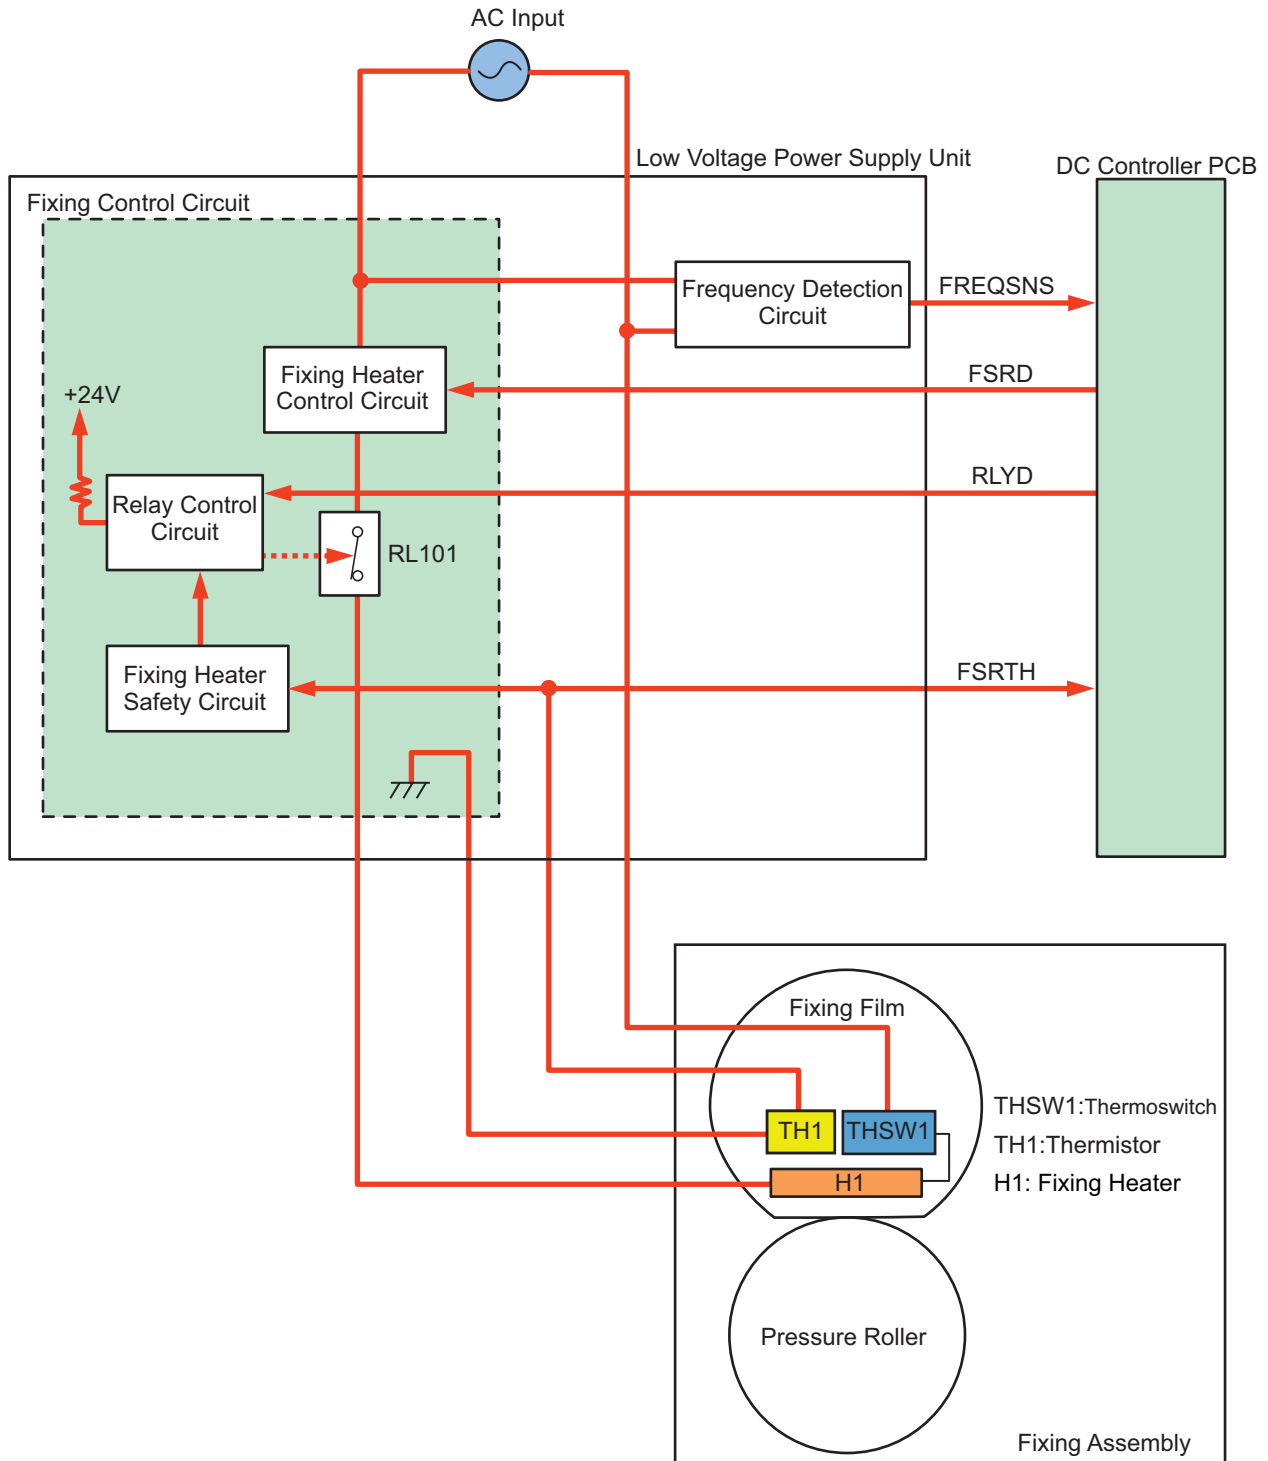 AC Input
Low Voltage Power Supply Unit
DC Controller PCB
Fixing Control Circuit
Frequency Detection
Circuit
FREQSNS
Fixing Heater
Control Circuit
FSRD
+24V
Relay Control
Circuit
RLYD
RL101
Fixing Heater
Safety Circuit
FSRTH
Fixing Film
TH1
THSW1
H1
THSW1:Thermoswitch
TH1:Thermistor
H1: Fixing Heater
Pressure Roller
Fixing Assembly